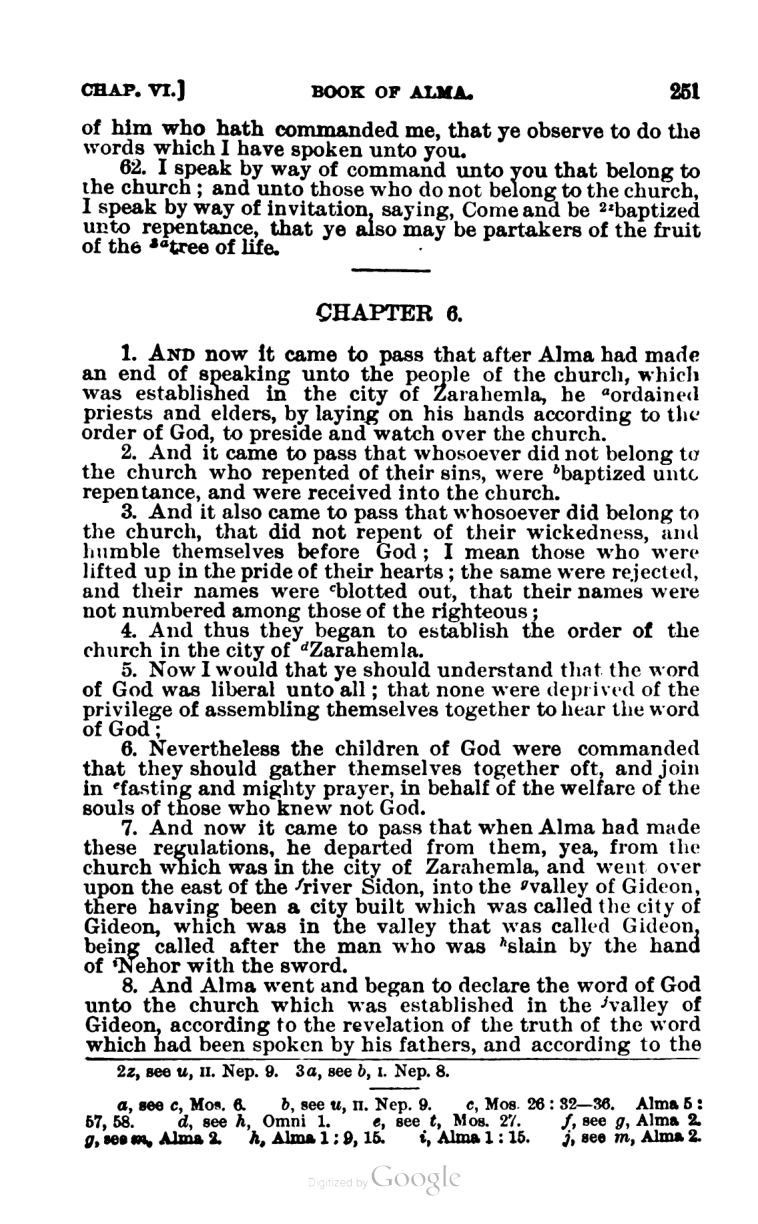 CHAP. VI.] BOOK OF ALMA. 251
of him who hath commanded me, that ye observe to do the
words which I have spoken unto you.
62. I speak by way of command unto you that belong to
the church; and unto those who do not belong to the church,
I speak by way of invitation, saying, Come and be ²ᶻbaptized
unto repentance, that ye also may be partakers of the fruit
of the ³ᵃtree of life.
CHAPTER 6.
1. AND now it came to pass that after Alma had made
an end of speaking unto the people of the church, which
was established in the city of Zarahemla, he ᵃordained
priests and elders, by laying on his hands according to the
order of God, to preside and watch over the church.
2. And it came to pass that whosoever did not belong to
the church who repented of their sins, were ᵇbaptized unto
repentance, and were received into the church.
3. And it also came to pass that whosoever did belong to
the church, that did not repent of their wickedness, and
humble themselves before God; I mean those who were
lifted up in the pride of their hearts; the same were rejected,
and their names were ᶜblotted out, that their names were
not numbered among those of the righteous;
4. And thus they began to establish the order of the
church in the city of ᵈZarahemla.
5. Now I would that ye should understand that the word
of God was liberal unto all; that none were deprived of the
privilege of assembling themselves together to hear the word
of God;
6. Nevertheless the children of God were commanded
that they should gather themselves together oft, and join
in ᵉfasting and mighty prayer, in behalf of the welfare of the
souls of those who knew not God.
7. And now it came to pass that when Alma had made
these regulations, he departed from them, yea, from the
church which was in the city of Zarahemla, and went over
upon the east of the ᶠriver Sidon, into the ᵍvalley of Gideon,
there having been a city built which was called the city of
Gideon, which was in the valley that was called Gideon,
being called after the man who was ʰslain by the hand
of ⁱNehor with the sword.
8. And Alma went and began to declare the word of God
unto the church which was established in the ʲvalley of
Gideon, according to the revelation of the truth of the word
which had been spoken by his fathers, and according to the
2z, see u, II. Nep. 9. 3a, see b, I. Nep. 8.
a, see c, Mos. 6. b, see u, II. Nep. 9. c, Mos. 26:32—36. Alma 5:
57, 58. d, see h, Omni 1. e, see t, Mos. 27. f, see g, Alma 2.
g, see m, Alma 2. h, Alma 1:9, 15. i, Alma 1:15. j, see m, Alma 2.
Digitized by Google